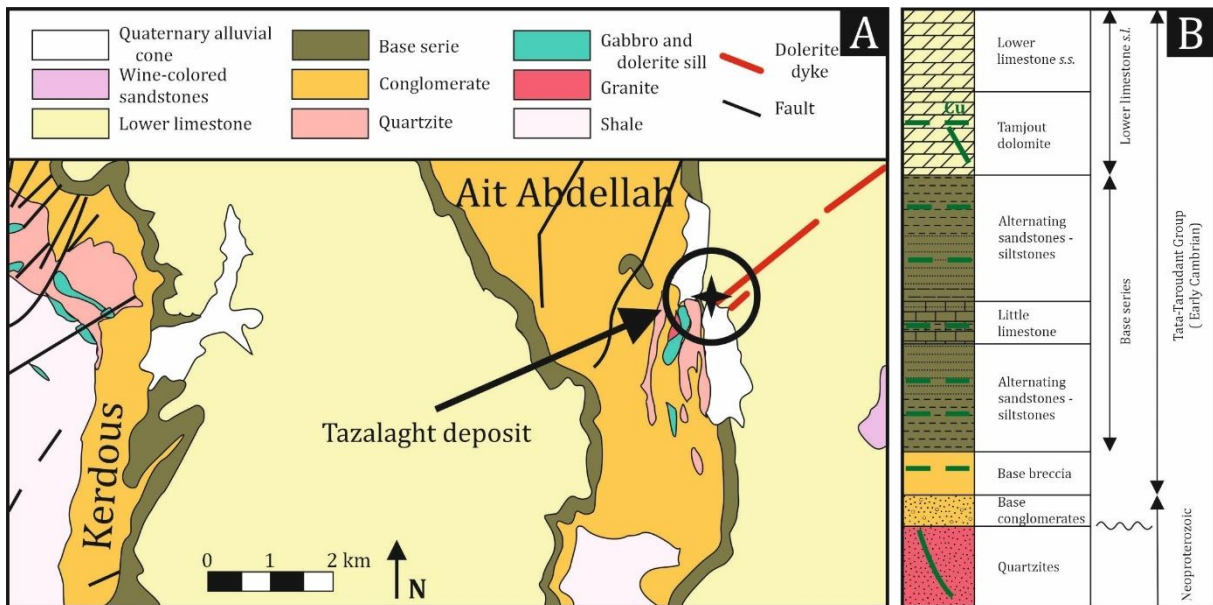 A
Quaternary alluvial
cone
Wine-colored
sandstones
Lower limestone
Base serie
Conglomerate
Quartzite
Gabbro and
dolerite sill
Granite
Shale
Dolerite
dyke
Fault
Ait Abdellah
Kerdous
Tazalaght deposit
0 1 2 km
N
B
Cu
Lower
limestone s.s.
Tamjout
dolomite
Alternating
sandstones -
siltstones
Little
limestone
Alternating
sandstones -
siltstones
Base breccia
Base
conglomerates
Quartzites
Lower limestone s.l.
Base series
Tata-Taroudant Group
( Early Cambrian)
Neoproterozoic